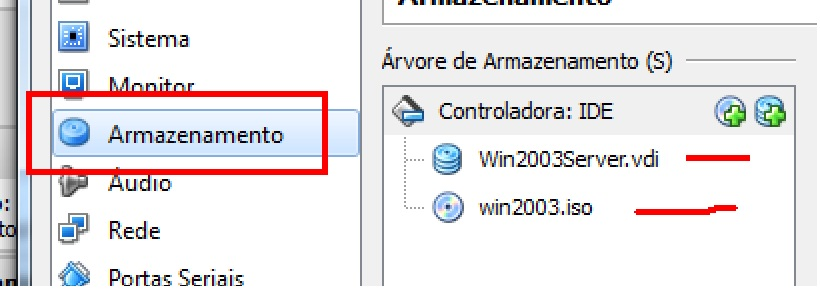 Armazenamento
Sistema
Árvore de Armazenamento (S)
Monitor
Controladora: IDE
Armazenamento
Win2003Server.vdi
Áudio
win2003.iso
Rede
Portas Seriais